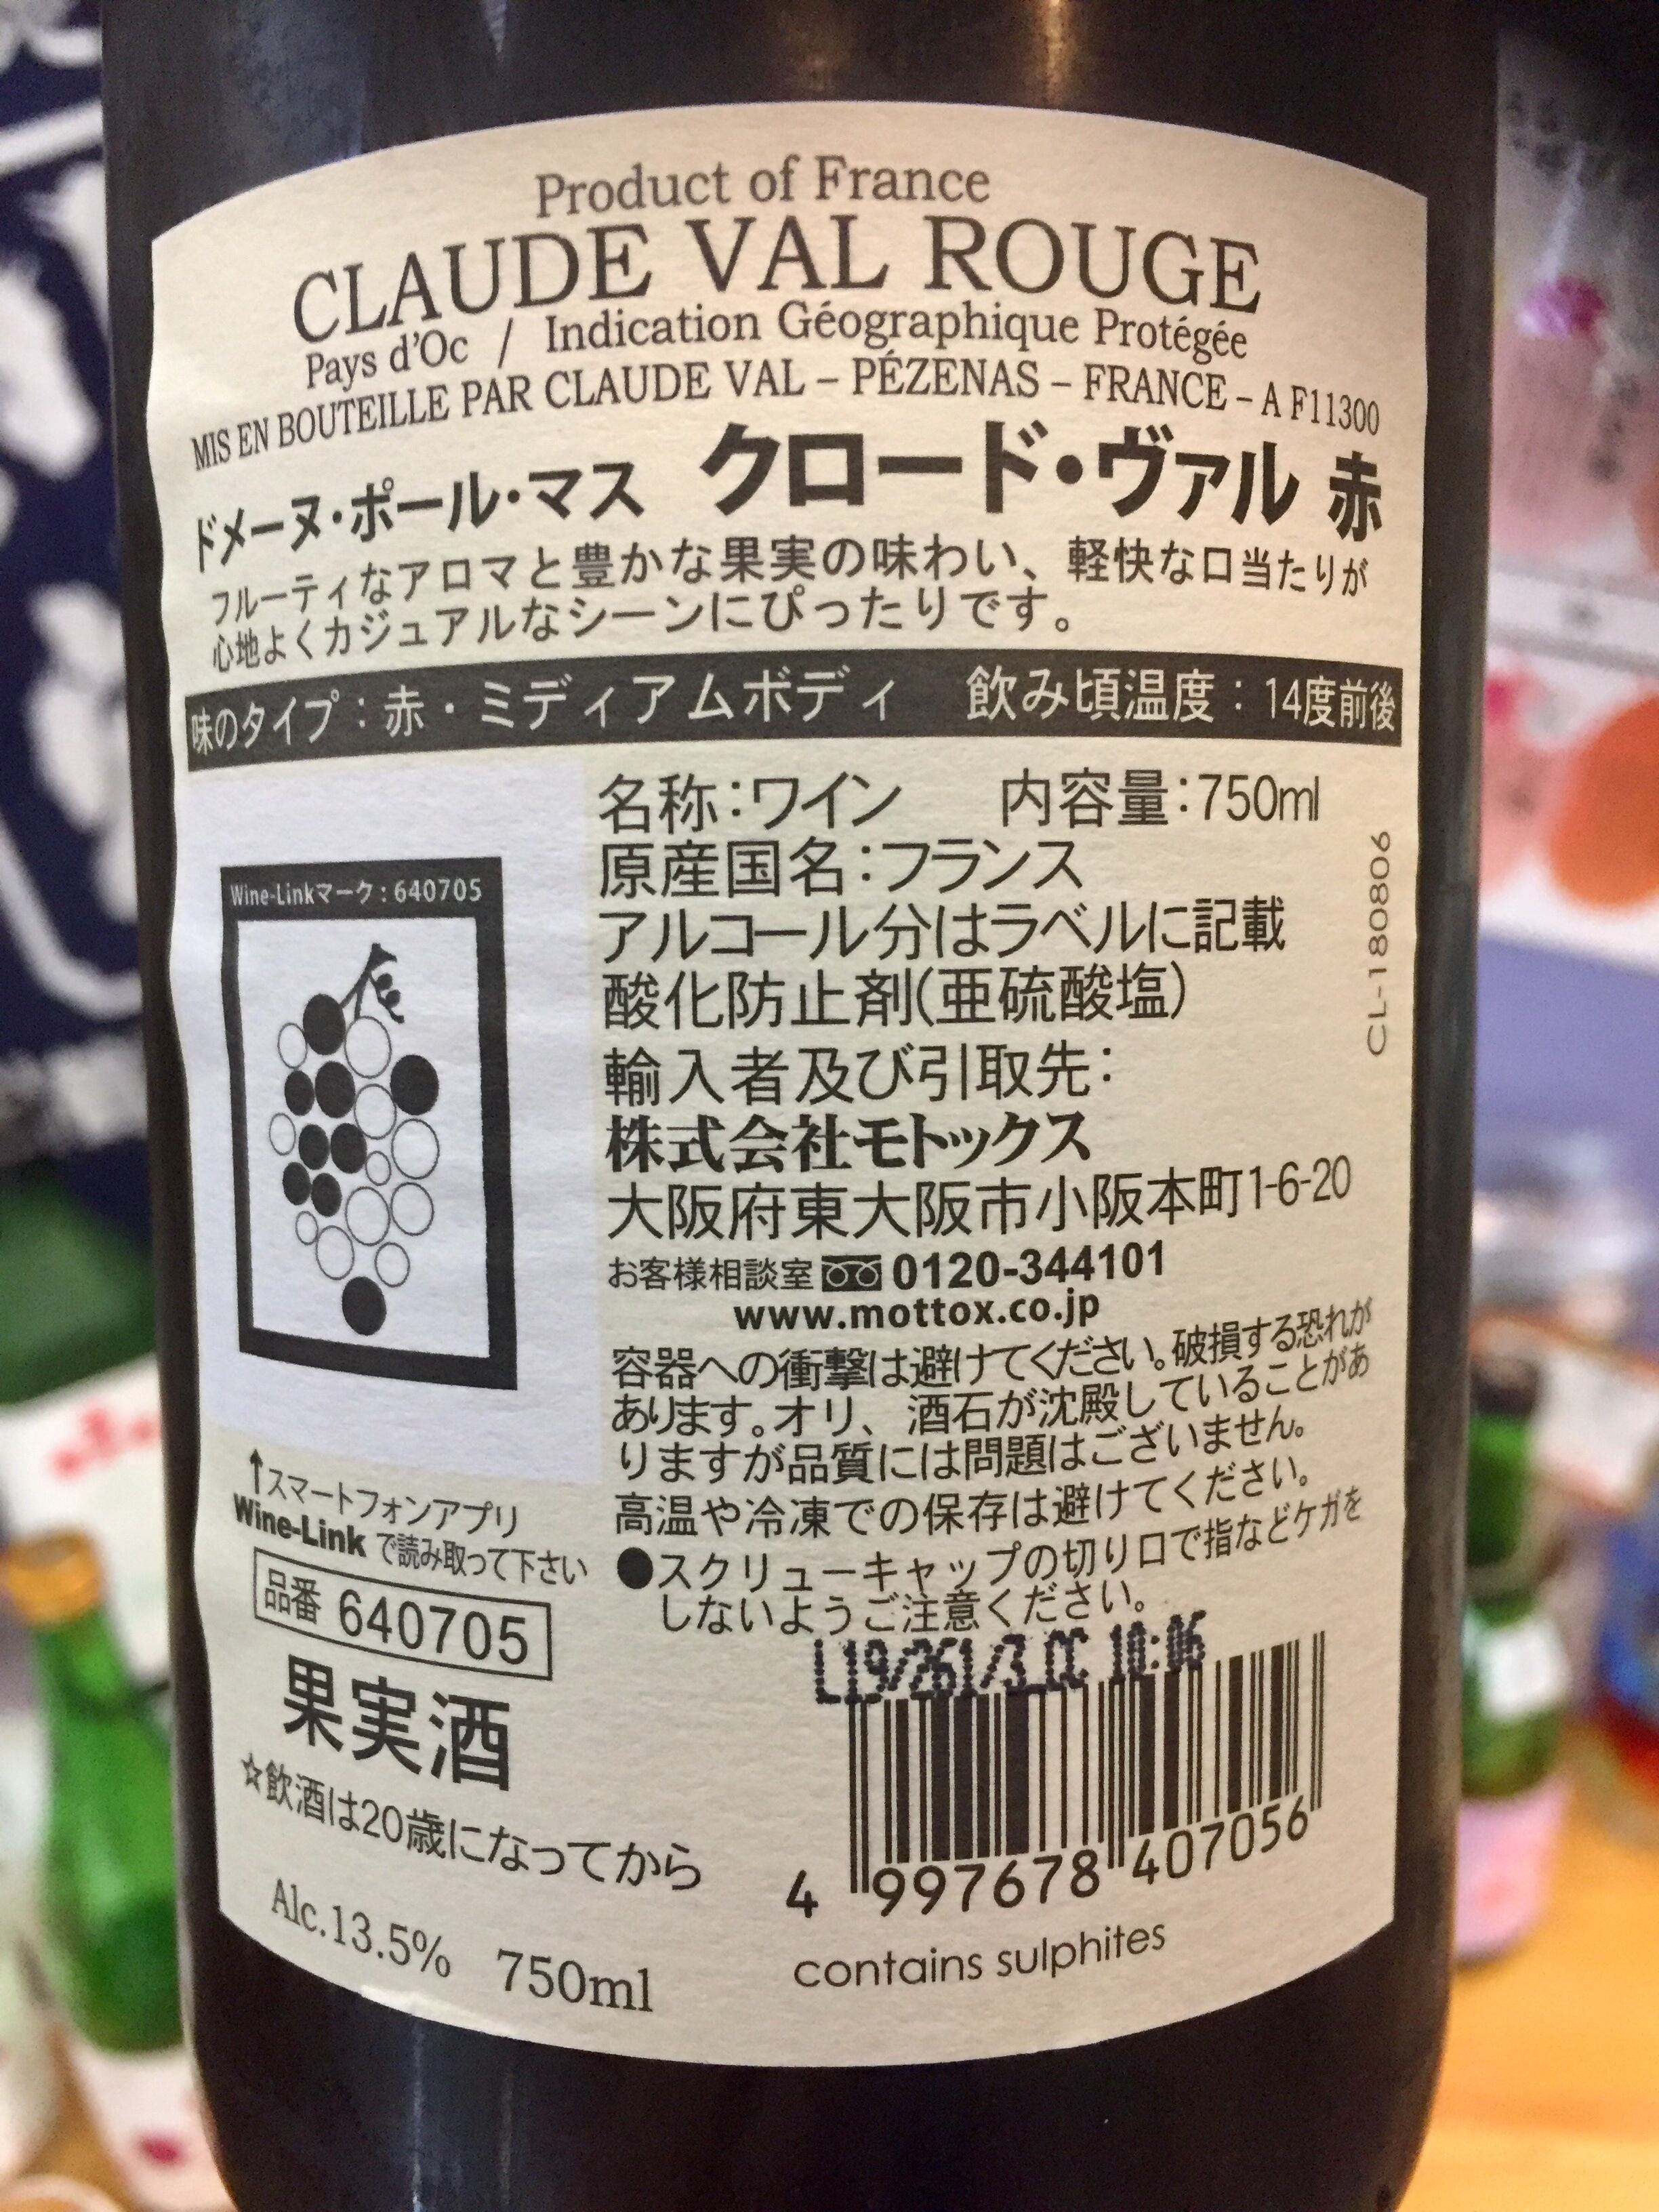 Product of France
CLAUDE VAL ROUGE
Pays d'Oc / Indication Géographique Protégée
MIS EN BOUTEILLE PAR CLAUDE VAL – PÉZENAS – FRANCE – A F11300
ドメーヌ・ポール・マス クロード・ヴァル 赤
フルーティなアロマと豊かな果実の味わい、軽快な口当たりが
心地よくカジュアルなシーンにぴったりです。
味のタイプ:赤・ミディアムボディ 飲み頃温度:14度前後
名称:ワイン 内容量:750ml
原産国名:フランス
アルコール分はラベルに記載
酸化防止剤(亜硫酸塩)
輸入者及び引取先:
株式会社モトックス
大阪府東大阪市小阪本町1-6-20
お客様相談室 0120-344101
www.mottox.co.jp
容器への衝撃は避けてください。破損する恐れが
あります。オリ、酒石が沈殿していることがあ
りますが品質には問題はございません。
高温や冷凍での保存は避けてください。
●スクリューキャップの切り口で指などケガを
しないようご注意ください。
CL-180806
Wine-Linkマーク:640705
↑スマートフォンアプリ
Wine-Link で読み取って下さい
品番 640705
果実酒
☆飲酒は20歳になってから
Alc.13.5% 750ml
L19/261/3 CC 10:06
4 997678 407056
contains sulphites